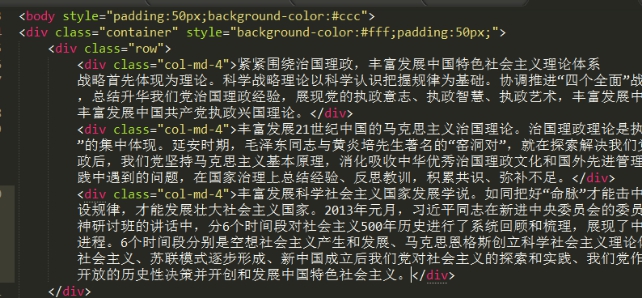 <body style="padding:50px;background-color:#ccc">
<div class="container" style="background-color:#fff;padding:50px;">
<div class="row">
<div class="col-md-4">紧紧围绕治国理政，丰富发展中国特色社会主义理论体系
战略首先体现为理论。科学战略理论以科学认识把握规律为基础。协调推进“四个全面”战
，总结升华我们党治国理政经验，展现党的执政意志、执政智慧、执政艺术，丰富发展中
丰富发展中国共产党执政兴国理论。</div>
<div class="col-md-4">丰富发展21世纪中国的马克思主义治国理论。治国理政理论是执
”的集中体现。延安时期，毛泽东同志与黄炎培先生著名的“窑洞对”，就在探索解决我们党
政后，我们党坚持马克思主义基本原理，消化吸收中华优秀治国理政文化和国外先进管理
践中遇到的问题，在国家治理上总结经验、反思教训，积累共识、弥补不足。</div>
<div class="col-md-4">丰富发展科学社会主义国家发展学说。如同把好“命脉”才能击中
设规律，才能发展壮大社会主义国家。2013年元月，习近平同志在新进中央委员会的委员
神研讨班的讲话中，分6个时间段对社会主义500年历史进行了系统回顾和梳理，展现了中
进程。6个时间段分别是空想社会主义产生和发展、马克思恩格斯创立科学社会主义理论体
社会主义、苏联模式逐步形成、新中国成立后我们党对社会主义的探索和实践、我们党作
开放的历史性决策并开创和发展中国特色社会主义。</div>
</div>